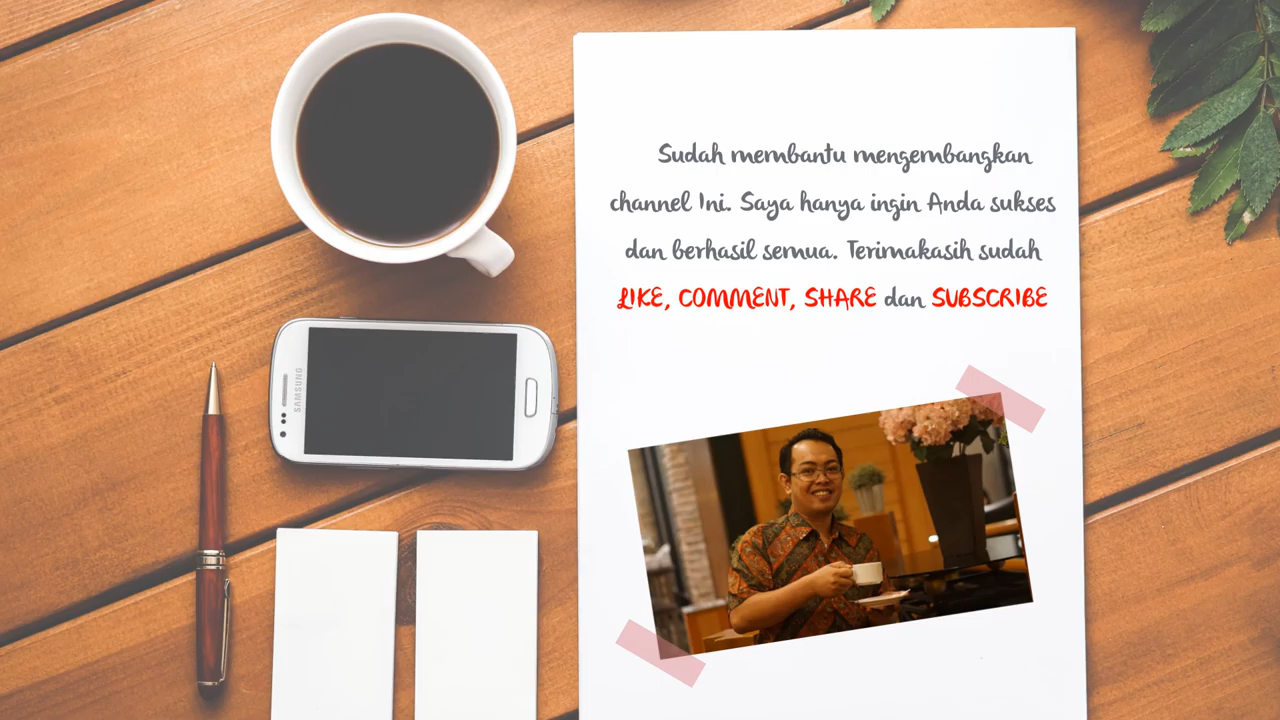 Sudah membantu mengembangkan
channel Ini. Saya hanya ingin Anda sukses
dan berhasil semua. Terimakasih sudah
LIKE, COMMENT, SHARE dan SUBSCRIBE
SAMSUNG